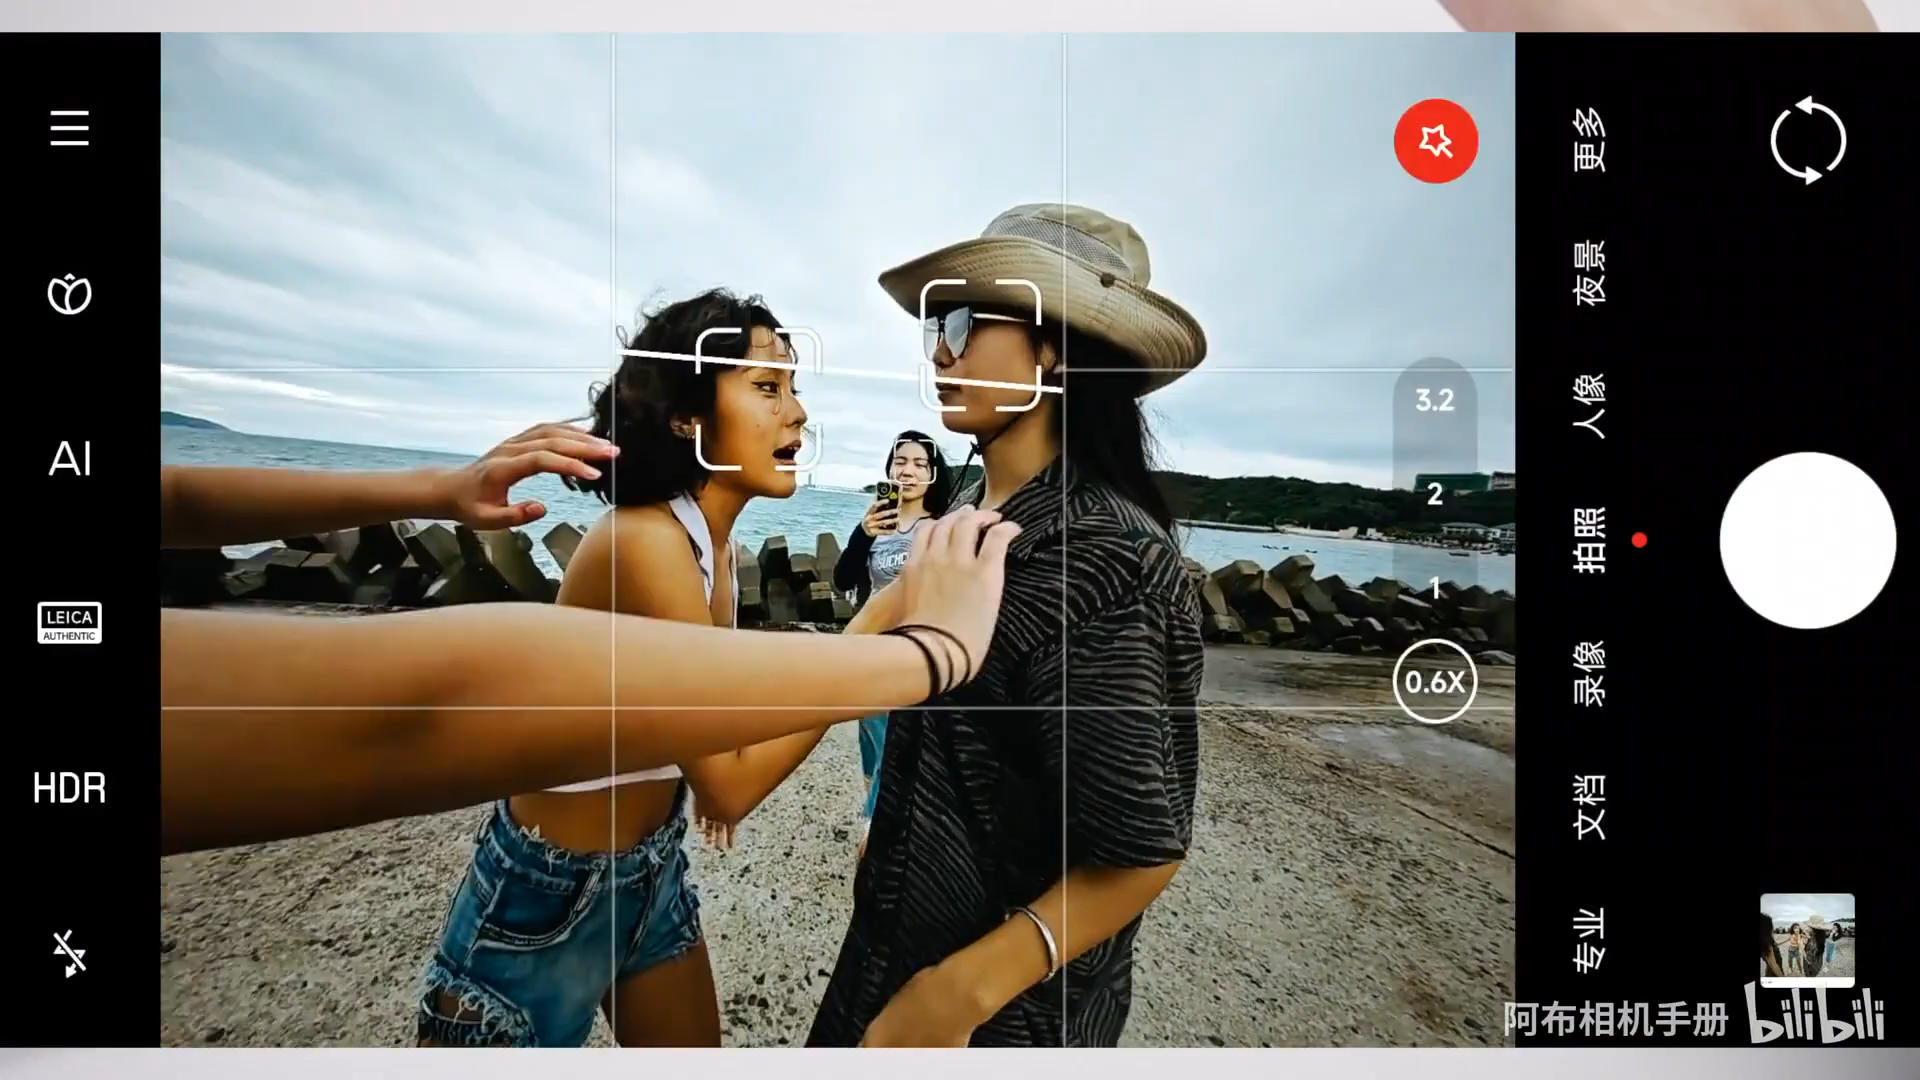 AI
LEICA
AUTHENTIC
HDR
SUCHC
3.2
2
1
0.6X
更多
夜景
人像
拍照
录像
文档
专业
阿布相机手册
bilibili